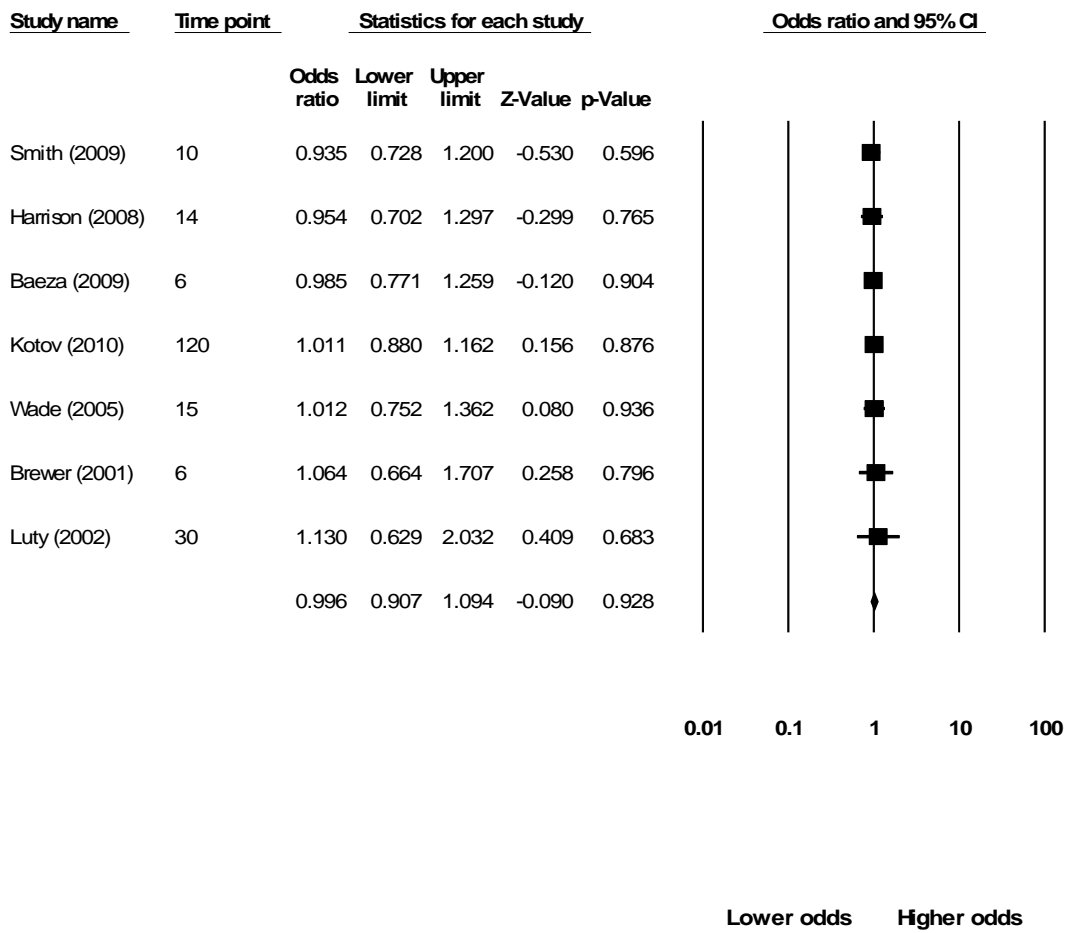 Study name Time point Statistics for each study Odds ratio and 95% CI
Odds Lower Upper
ratio limit limit Z-Value p-Value
Smith (2009) 10 0.935 0.728 1.200 -0.530 0.596
Harrison (2008) 14 0.954 0.702 1.297 -0.299 0.765
Baeza (2009) 6 0.985 0.771 1.259 -0.120 0.904
Kotov (2010) 120 1.011 0.880 1.162 0.156 0.876
Wade (2005) 15 1.012 0.752 1.362 0.080 0.936
Brewer (2001) 6 1.064 0.664 1.707 0.258 0.796
Luty (2002) 30 1.130 0.629 2.032 0.409 0.683
0.996 0.907 1.094 -0.090 0.928
0.01 0.1 1 10 100
Lower odds Higher odds